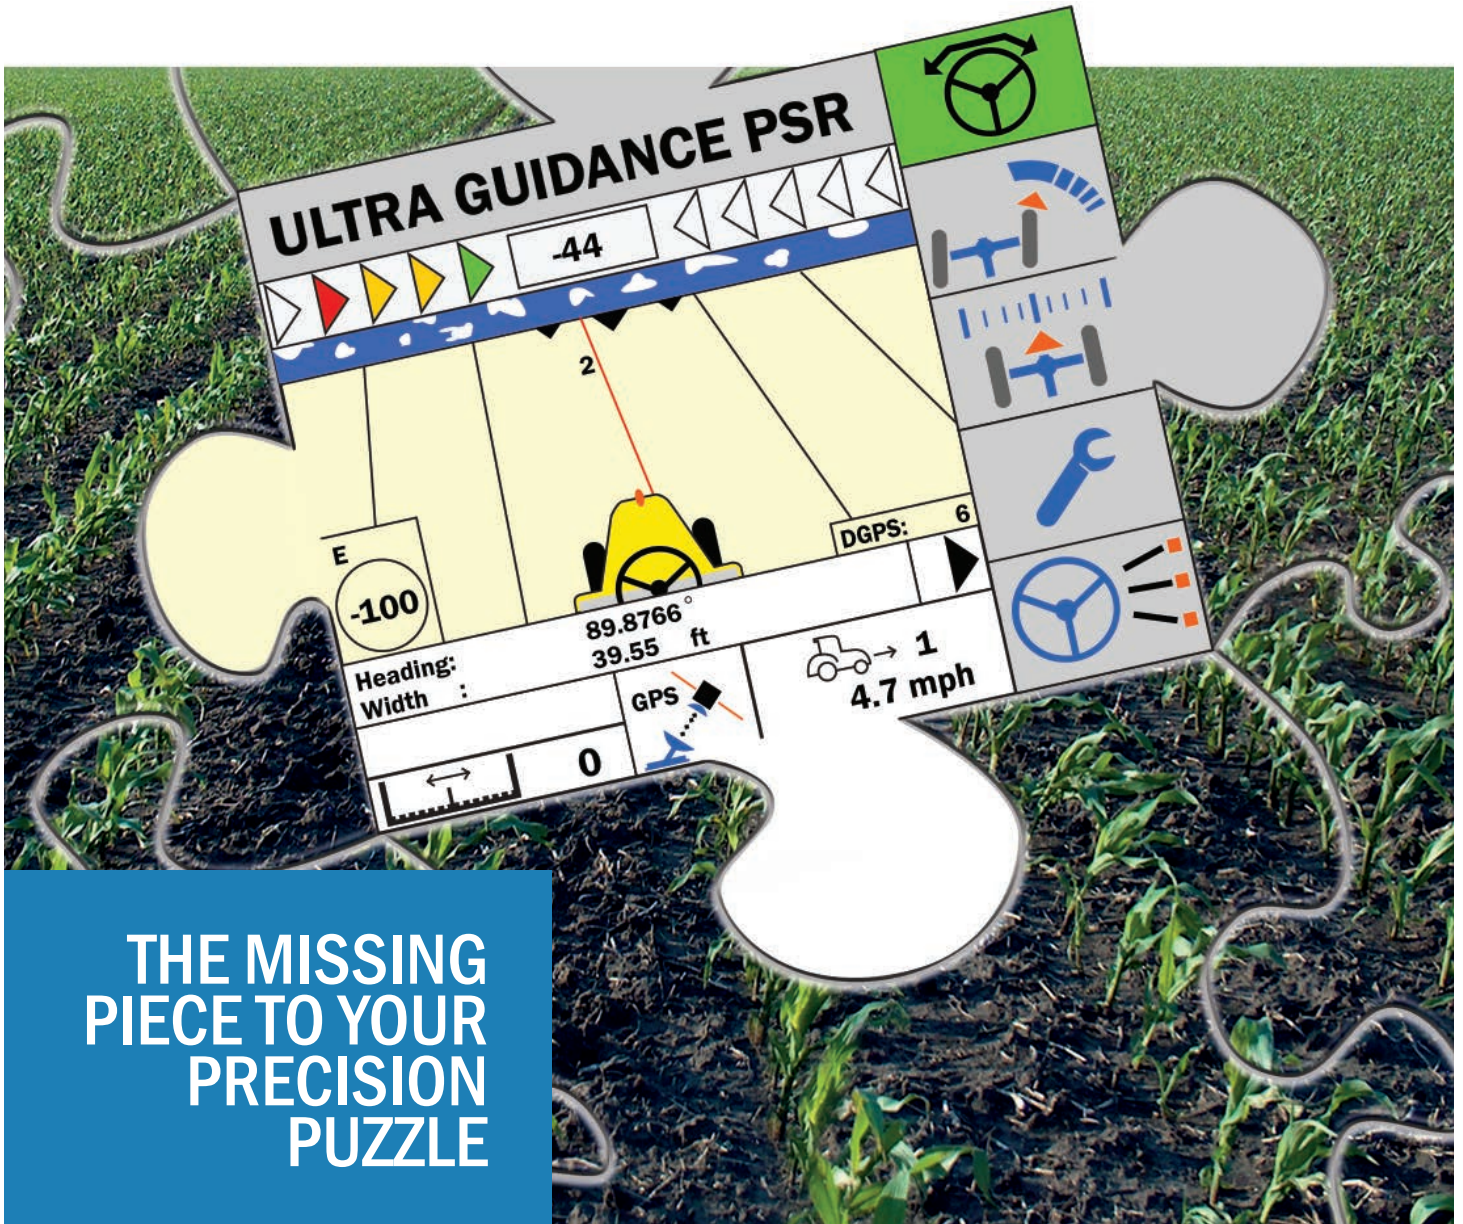 ULTRA GUIDANCE PSR
-44
2
E
-100
DGPS: 6
Heading: 89.8766°
Width : 39.55 ft
GPS
1
4.7 mph
0
THE MISSING
PIECE TO YOUR
PRECISION
PUZZLE